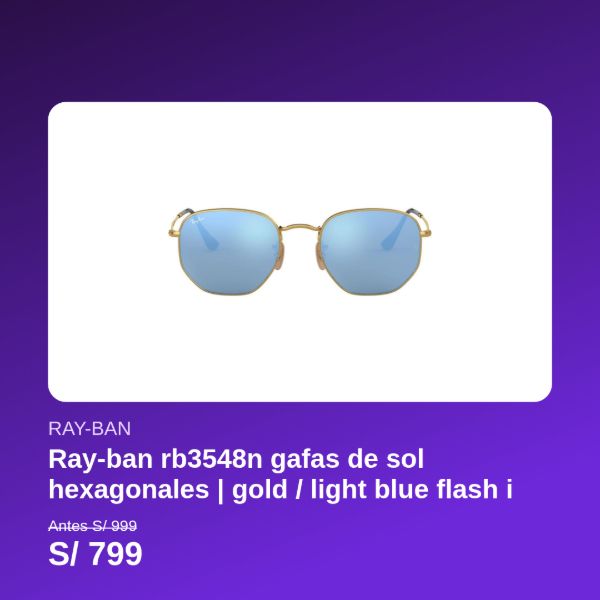 RAY-BAN
Ray-ban rb3548n gafas de sol
hexagonales | gold / light blue flash i
Antes S/ 999
S/ 799